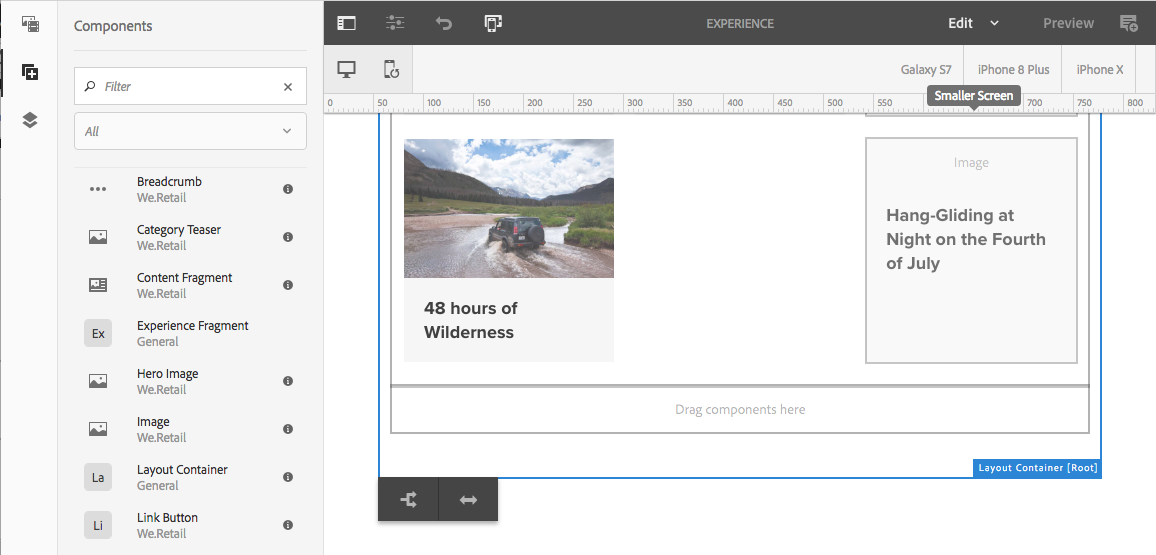 Components
EXPERIENCE
Edit
Preview
Filter
All
Galaxy S7
iPhone 8 Plus
iPhone X
Smaller Screen
0 50 100 150 200 250 300 350 400 450 500 550 700 750 800
Breadcrumb
We.Retail
Category Teaser
We.Retail
Content Fragment
We.Retail
Ex
Experience Fragment
General
Hero Image
We.Retail
Image
We.Retail
La
Layout Container
General
Li
Link Button
We.Retail
48 hours of
Wilderness
Image
Hang-Gliding at
Night on the Fourth
of July
Drag components here
Layout Container [Root]